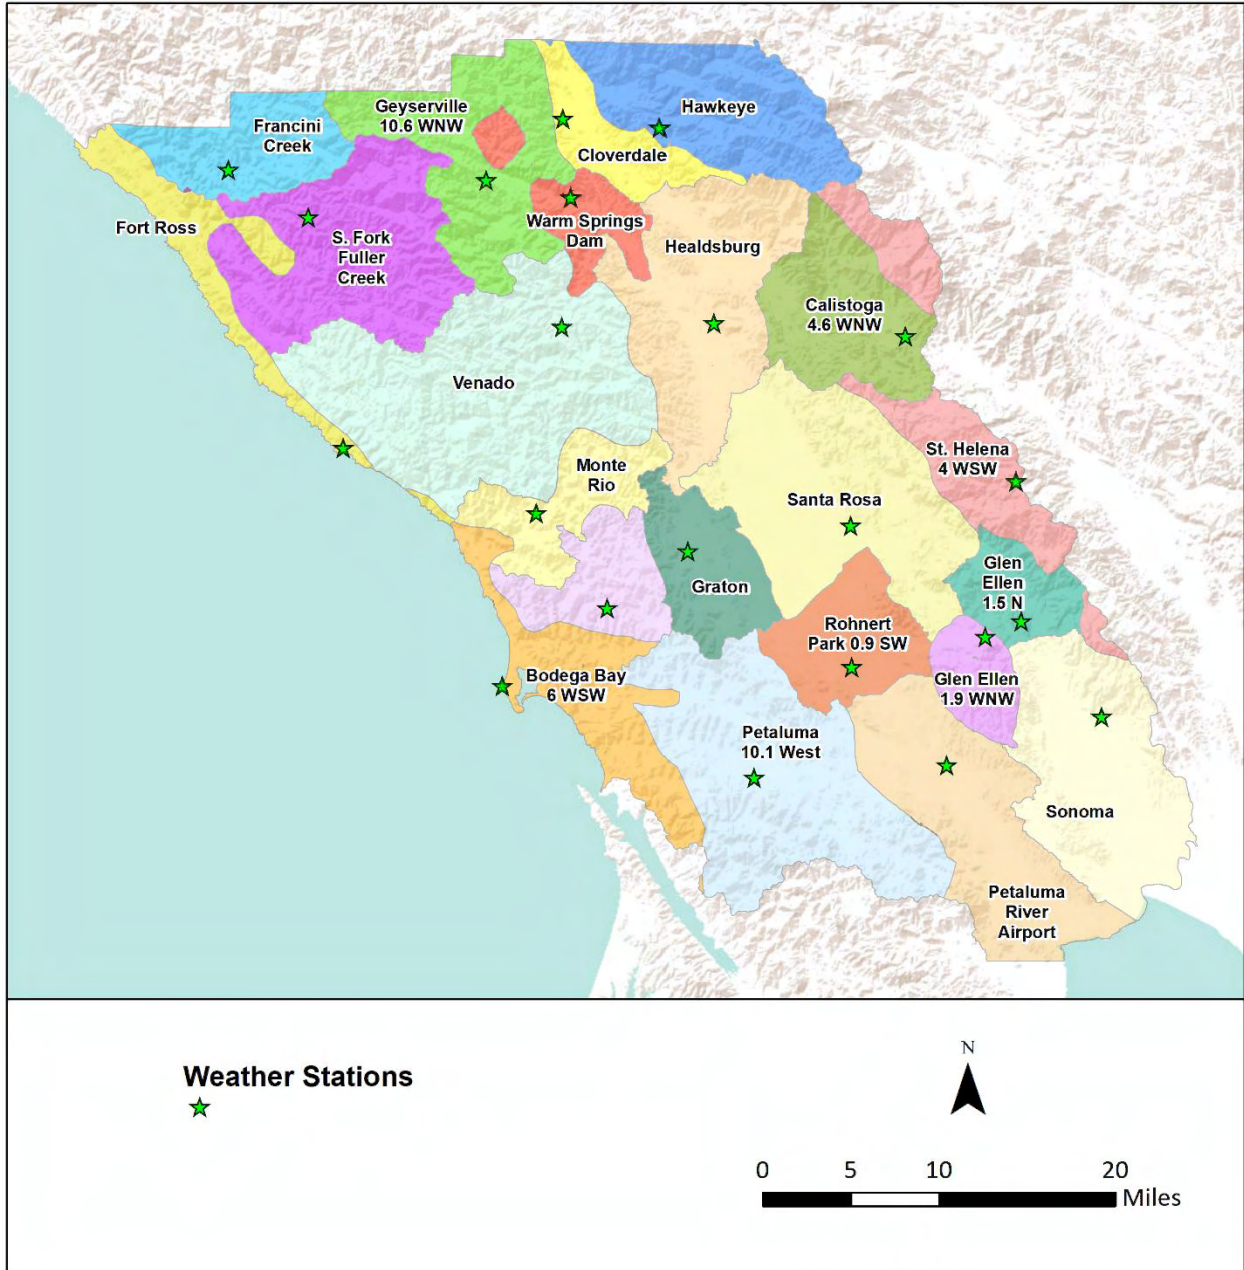 Hawkeye
Geyserville
10.6 WNW
Francini
Creek
Cloverdale
Fort Ross
S. Fork
Fuller
Creek
Warm Springs
Dam
Healdsburg
Calistoga
4.6 WNW
Venado
St. Helena
4 WSW
Monte
Rio
Santa Rosa
Glen
Ellen
1.5 N
Graton
Rohnert
Park 0.9 SW
Bodega Bay
6 WSW
Glen Ellen
1.9 WNW
Petaluma
10.1 West
Sonoma
Petaluma
River
Airport
Weather Stations
N
0 5 10 20
Miles